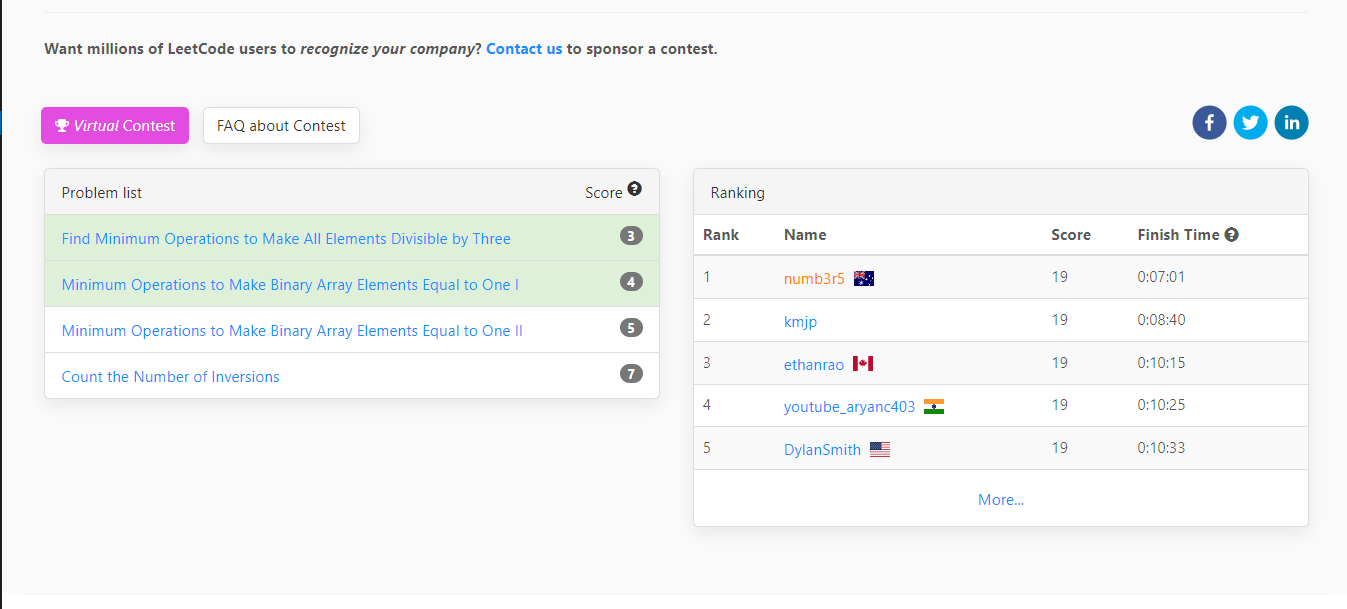 Want millions of LeetCode users to recognize your company? Contact us to sponsor a contest.
Virtual Contest
FAQ about Contest
Problem list Score
Find Minimum Operations to Make All Elements Divisible by Three 3
Minimum Operations to Make Binary Array Elements Equal to One I 4
Minimum Operations to Make Binary Array Elements Equal to One II 5
Count the Number of Inversions 7
Ranking
Rank Name Score Finish Time
1 numb3r5 19 0:07:01
2 kmjp 19 0:08:40
3 ethanrao 19 0:10:15
4 youtube_aryanc403 19 0:10:25
5 DylanSmith 19 0:10:33
More...